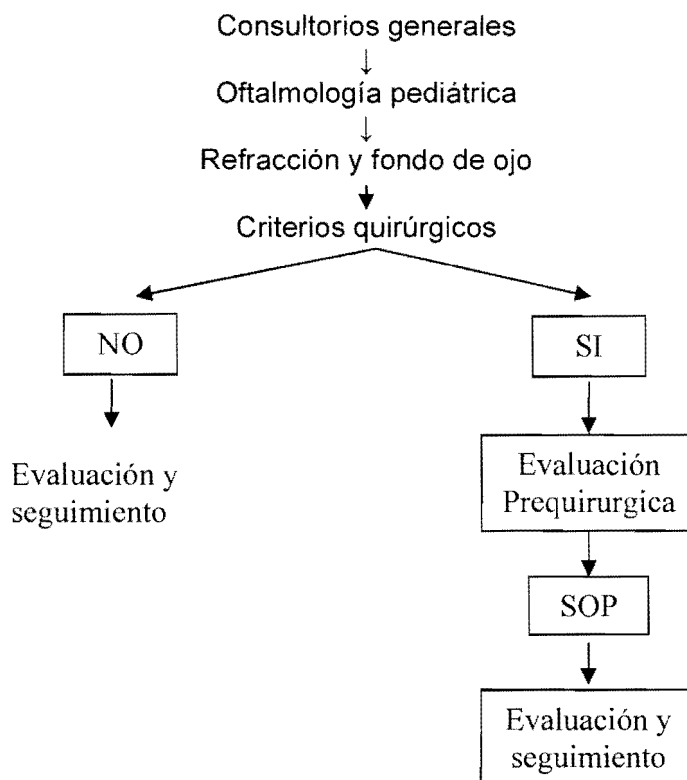 Consultorios generales
↓
Oftalmología pediátrica
↓
Refracción y fondo de ojo
Criterios quirúrgicos
NO
SI
Evaluación y
seguimiento
Evaluación
Prequirurgica
SOP
Evaluación y
seguimiento